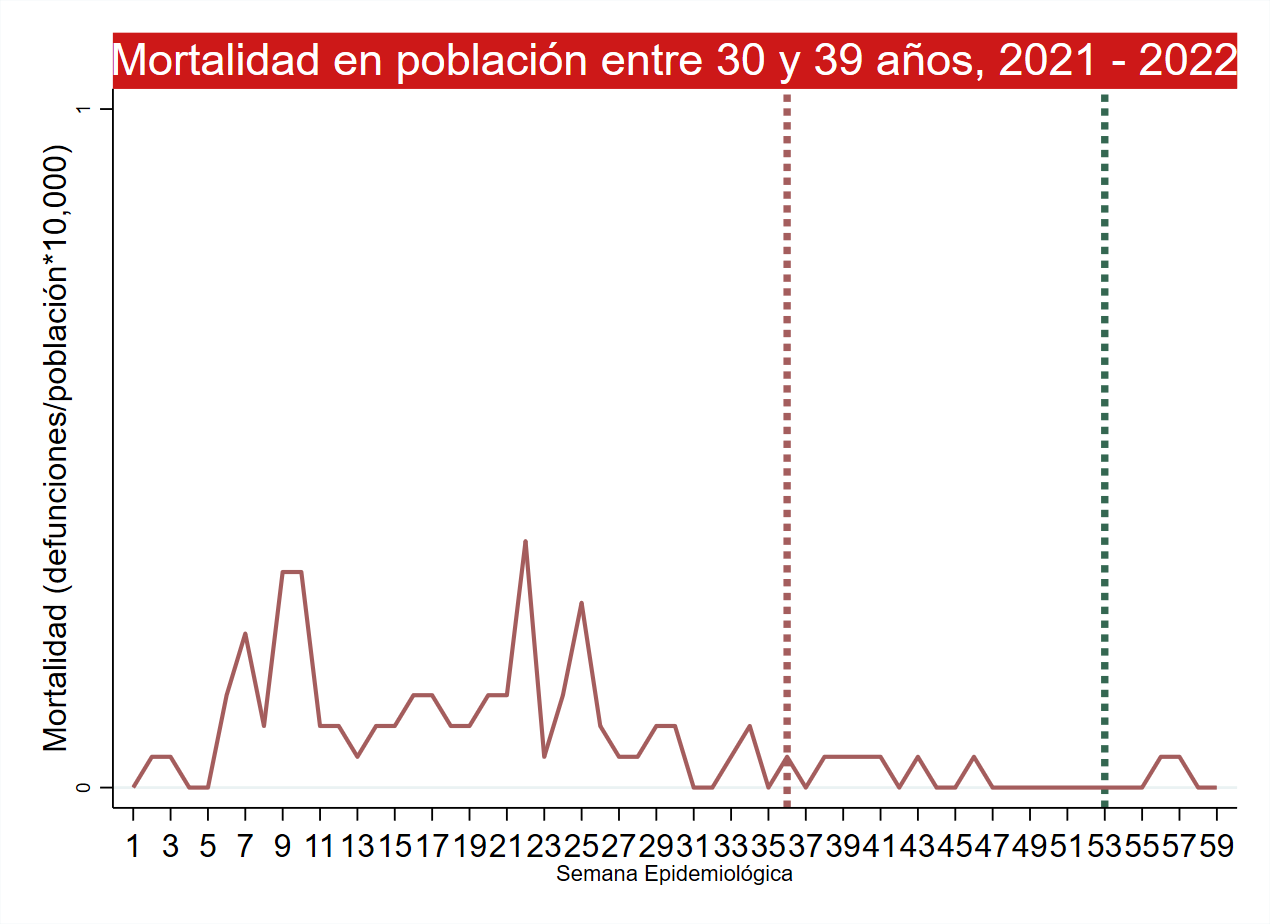 Mortalidad en población entre 30 y 39 años, 2021 - 2022
Mortalidad (defunciones/población*10,000)
1
0
1 3 5 7 9 11 13 15 17 19 21 23 25 27 29 31 33 35 37 39 41 43 45 47 49 51 53 55 57 59
Semana Epidemiológica